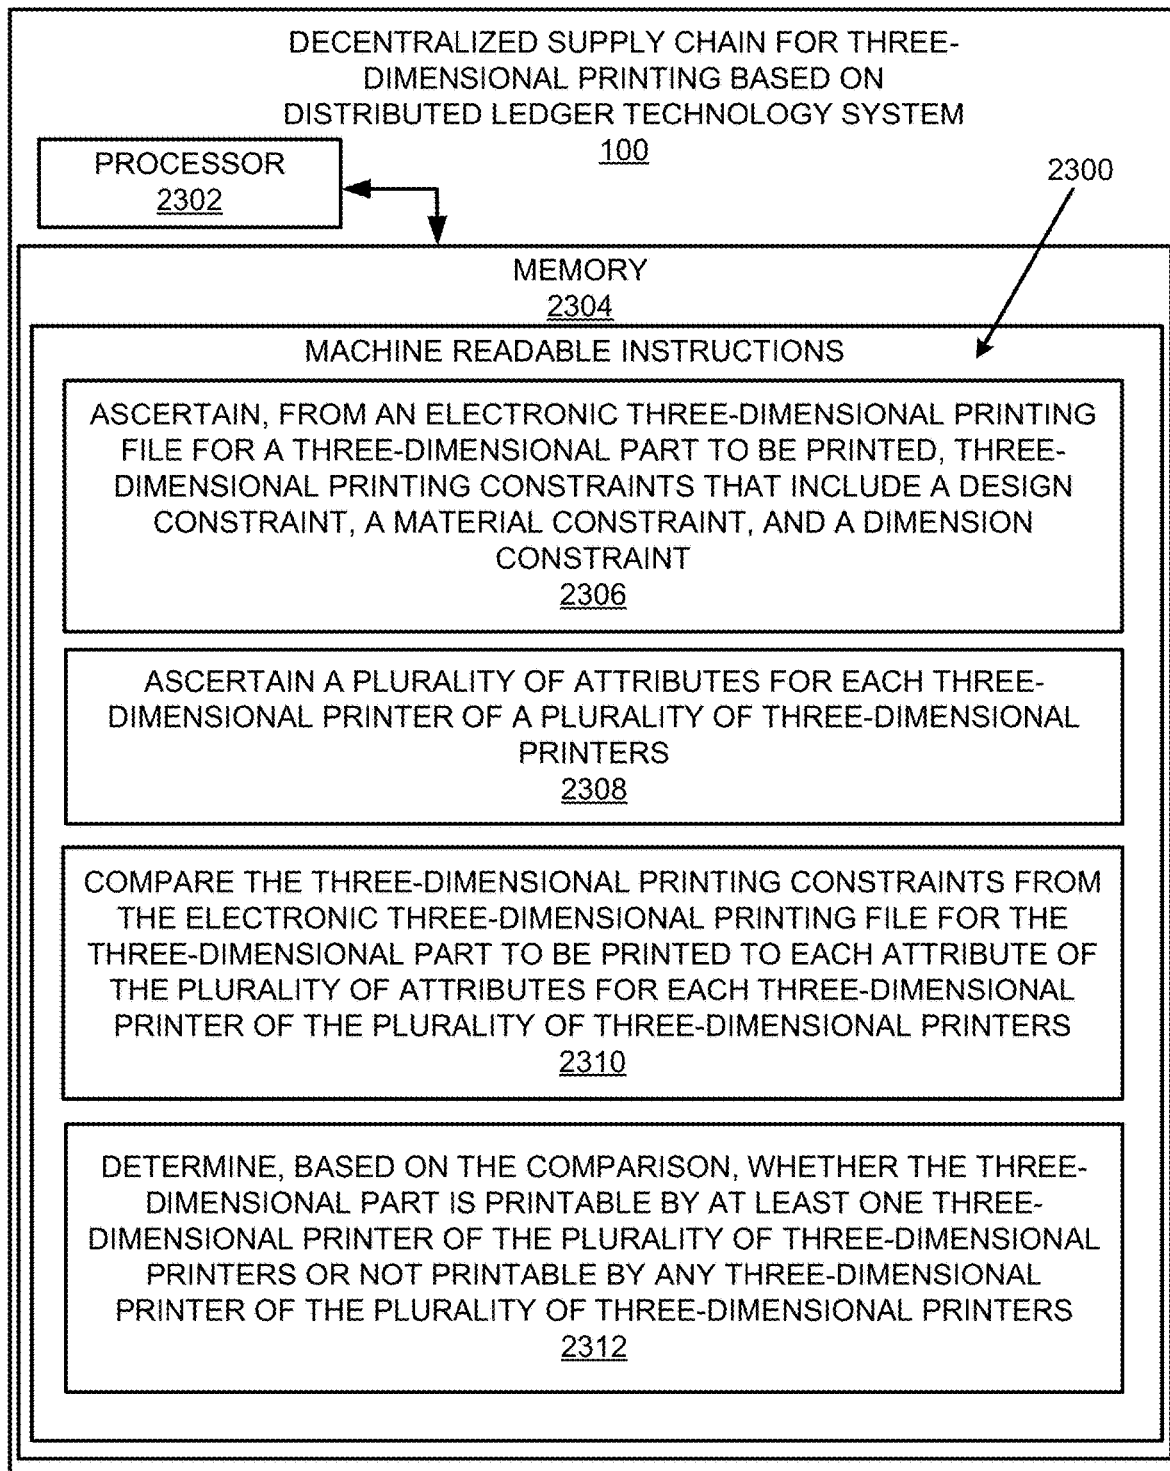 DECENTRALIZED SUPPLY CHAIN FOR THREE-
DIMENSIONAL PRINTING BASED ON
DISTRIBUTED LEDGER TECHNOLOGY SYSTEM
100
PROCESSOR
2302
2300
MEMORY
2304
MACHINE READABLE INSTRUCTIONS
ASCERTAIN, FROM AN ELECTRONIC THREE-DIMENSIONAL PRINTING
FILE FOR A THREE-DIMENSIONAL PART TO BE PRINTED, THREE-
DIMENSIONAL PRINTING CONSTRAINTS THAT INCLUDE A DESIGN
CONSTRAINT, A MATERIAL CONSTRAINT, AND A DIMENSION
CONSTRAINT
2306
ASCERTAIN A PLURALITY OF ATTRIBUTES FOR EACH THREE-
DIMENSIONAL PRINTER OF A PLURALITY OF THREE-DIMENSIONAL
PRINTERS
2308
COMPARE THE THREE-DIMENSIONAL PRINTING CONSTRAINTS FROM
THE ELECTRONIC THREE-DIMENSIONAL PRINTING FILE FOR THE
THREE-DIMENSIONAL PART TO BE PRINTED TO EACH ATTRIBUTE OF
THE PLURALITY OF ATTRIBUTES FOR EACH THREE-DIMENSIONAL
PRINTER OF THE PLURALITY OF THREE-DIMENSIONAL PRINTERS
2310
DETERMINE, BASED ON THE COMPARISON, WHETHER THE THREE-
DIMENSIONAL PART IS PRINTABLE BY AT LEAST ONE THREE-
DIMENSIONAL PRINTER OF THE PLURALITY OF THREE-DIMENSIONAL
PRINTERS OR NOT PRINTABLE BY ANY THREE-DIMENSIONAL
PRINTER OF THE PLURALITY OF THREE-DIMENSIONAL PRINTERS
2312